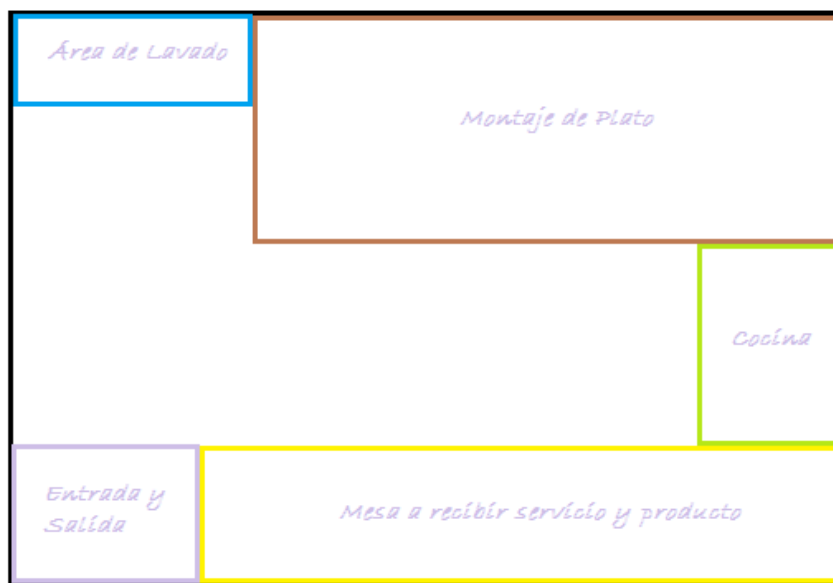 Área de Lavado
Montaje de Plato
Cocina
Entrada y
Salida
Mesa a recibir servicio y producto